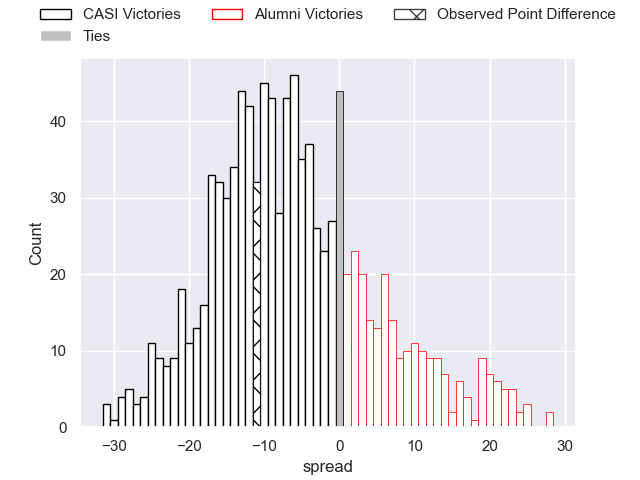 CASI Victories Alumni Victories Observed Point Difference
Ties
40
30
20
10
0
Count
−30 −20 −10 0 10 20 30
spread